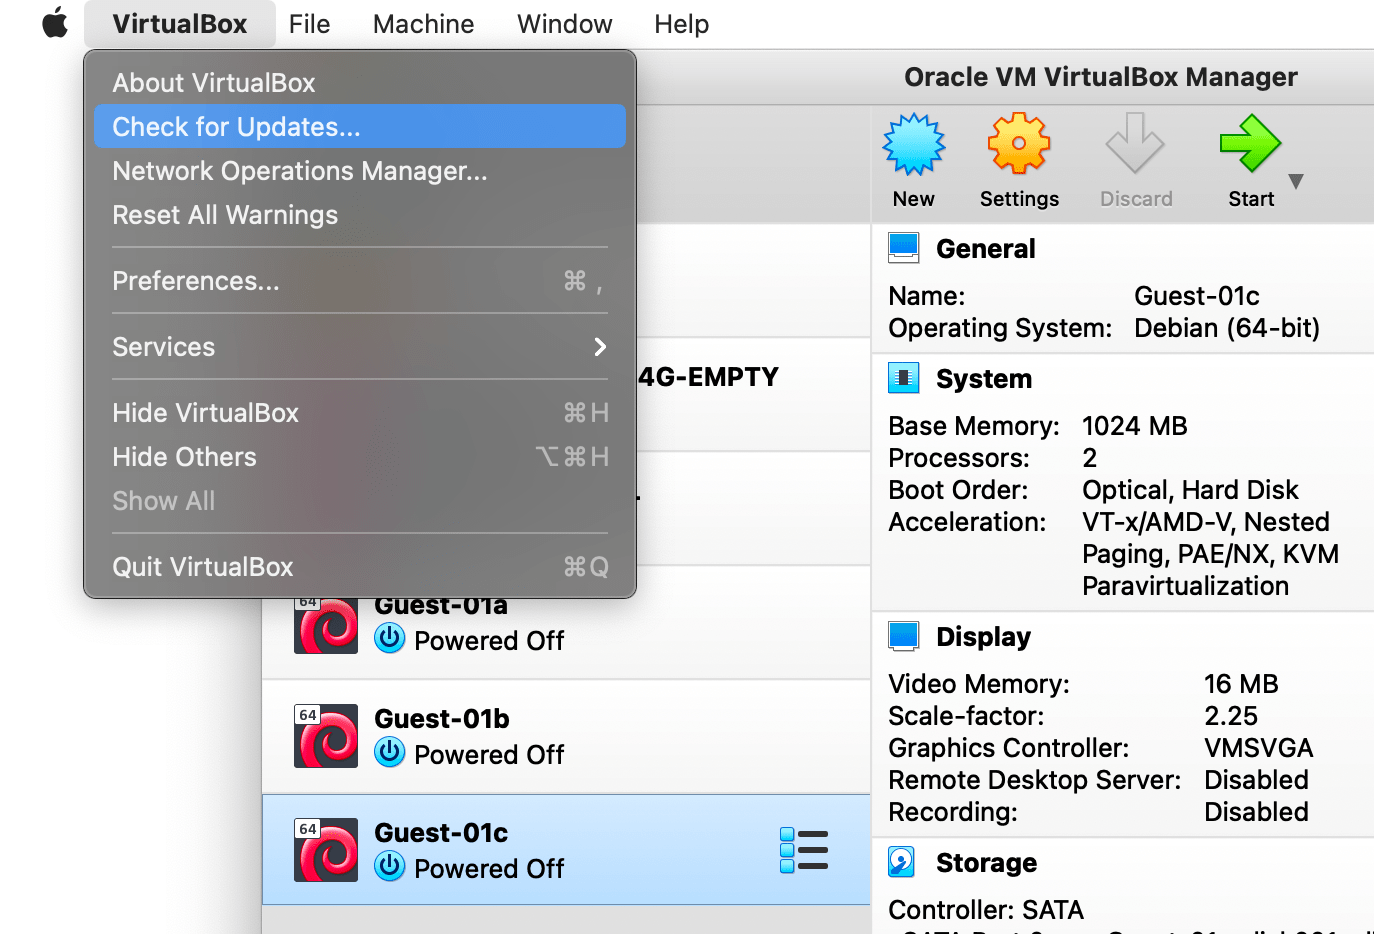 VirtualBox File Machine Window Help
About VirtualBox
Check for Updates...
Network Operations Manager...
Reset All Warnings
Preferences... ⌘ ,
Services
Hide VirtualBox ⌘H
Hide Others ⌥⌘H
Show All
Quit VirtualBox ⌘Q
4G-EMPTY
64
Guest-01a
Powered Off
64
Guest-01b
Powered Off
64
Guest-01c
Powered Off
Oracle VM VirtualBox Manager
New Settings Discard Start
General
Name: Guest-01c
Operating System: Debian (64-bit)
System
Base Memory: 1024 MB
Processors: 2
Boot Order: Optical, Hard Disk
Acceleration: VT-x/AMD-V, Nested
Paging, PAE/NX, KVM
Paravirtualization
Display
Video Memory: 16 MB
Scale-factor: 2.25
Graphics Controller: VMSVGA
Remote Desktop Server: Disabled
Recording: Disabled
Storage
Controller: SATA